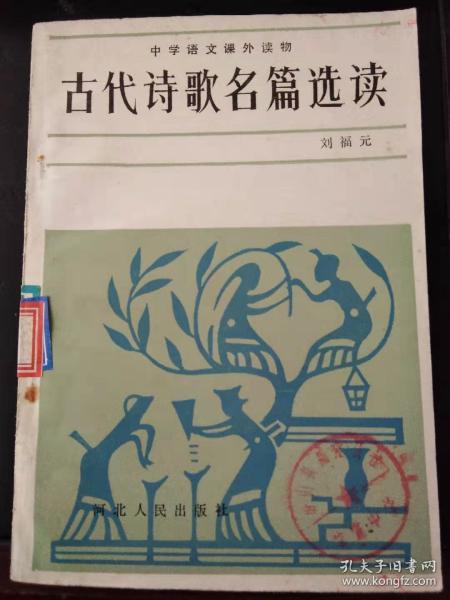 中学语文课外读物
古代诗歌名篇选读
刘福元
河北人民出版社
孔夫子旧书网
www.kongfz.com